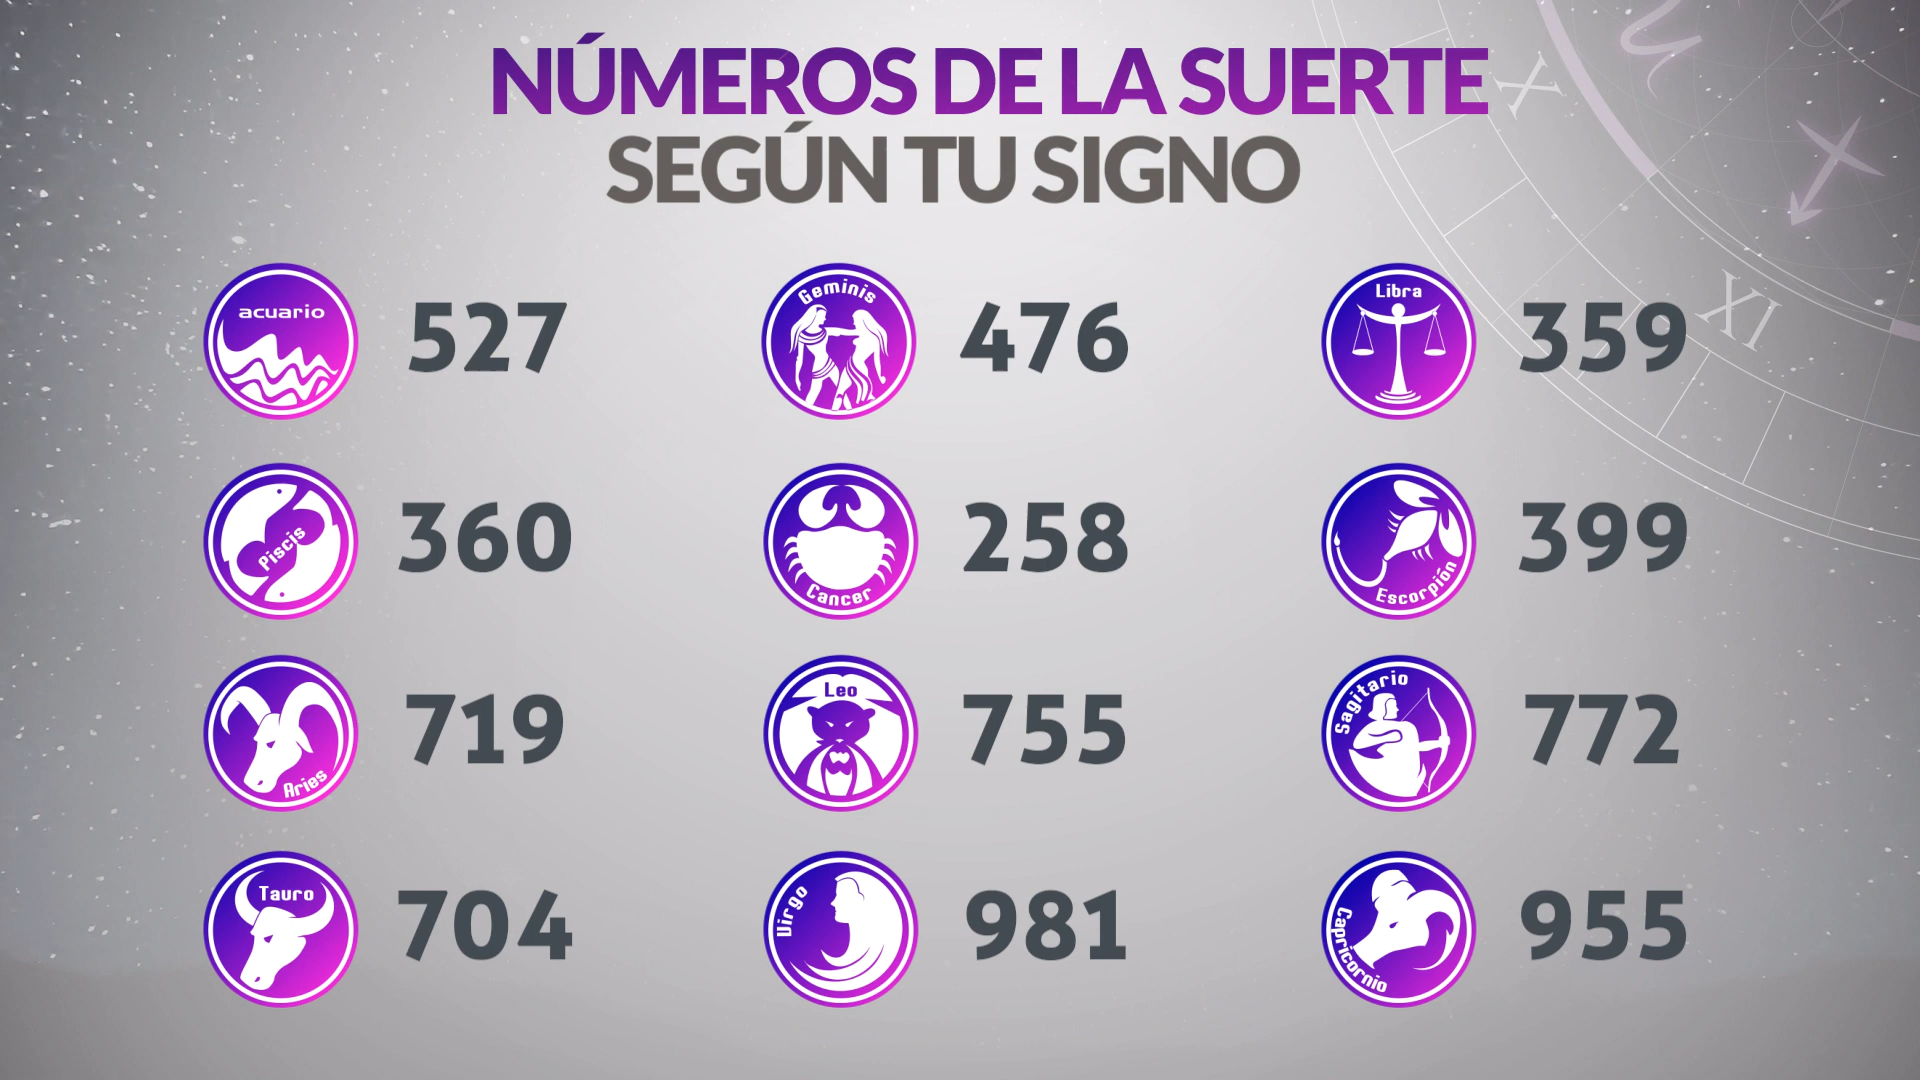 NÚMEROS DE LA SUERTE
SEGÚN TU SIGNO
acuario 527
Geminis 476
Libra 359
Piscis 360
Cancer 258
Escorpión 399
Aries 719
Leo 755
Sagitario 772
Tauro 704
Virgo 981
Capricornio 955
X
XI